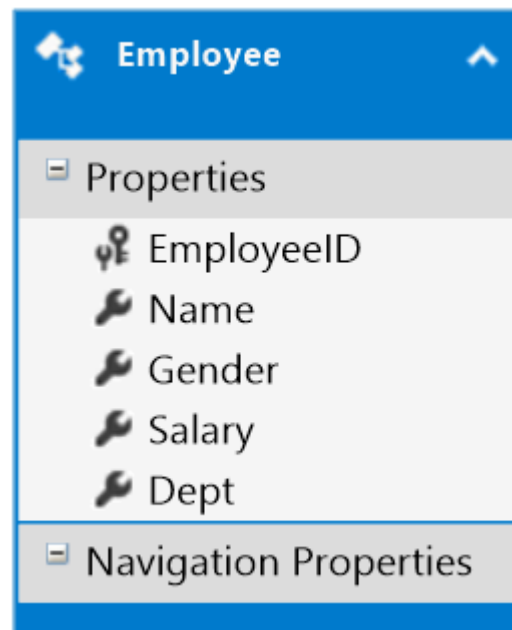 Employee
Properties
EmployeeID
Name
Gender
Salary
Dept
Navigation Properties